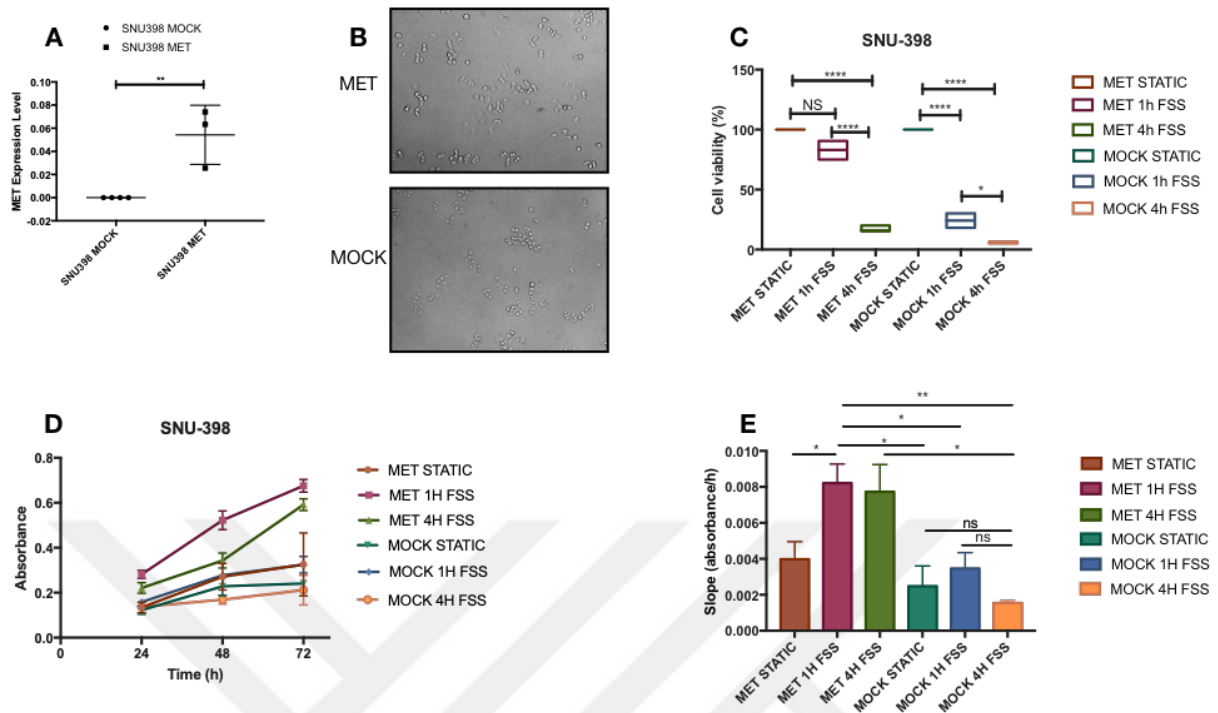 A
SNU398 MOCK
SNU398 MET
**
MET Expression Level
0.10
0.08
0.06
0.04
0.02
0.00
-0.02
SNU398 MOCK
SNU398 MET
B
MET
MOCK
C
SNU-398
****
****
NS
****
****
*
Cell viability (%)
150
100
50
0
MET STATIC
MET 1h FSS
MET 4h FSS
MOCK STATIC
MOCK 1h FSS
MOCK 4h FSS
MET STATIC
MET 1h FSS
MET 4h FSS
MOCK STATIC
MOCK 1h FSS
MOCK 4h FSS
D
SNU-398
Absorbance
0.8
0.6
0.4
0.2
0.0
0
24
48
72
Time (h)
MET STATIC
MET 1H FSS
MET 4H FSS
MOCK STATIC
MOCK 1H FSS
MOCK 4H FSS
E
**
*
*
*
*
ns
ns
Slope (absorbance/h)
0.010
0.008
0.006
0.004
0.002
0.000
MET STATIC
MET 1H FSS
MET 4H FSS
MOCK STATIC
MOCK 1H FSS
MOCK 4H FSS
MET STATIC
MET 1H FSS
MET 4H FSS
MOCK STATIC
MOCK 1H FSS
MOCK 4H FSS